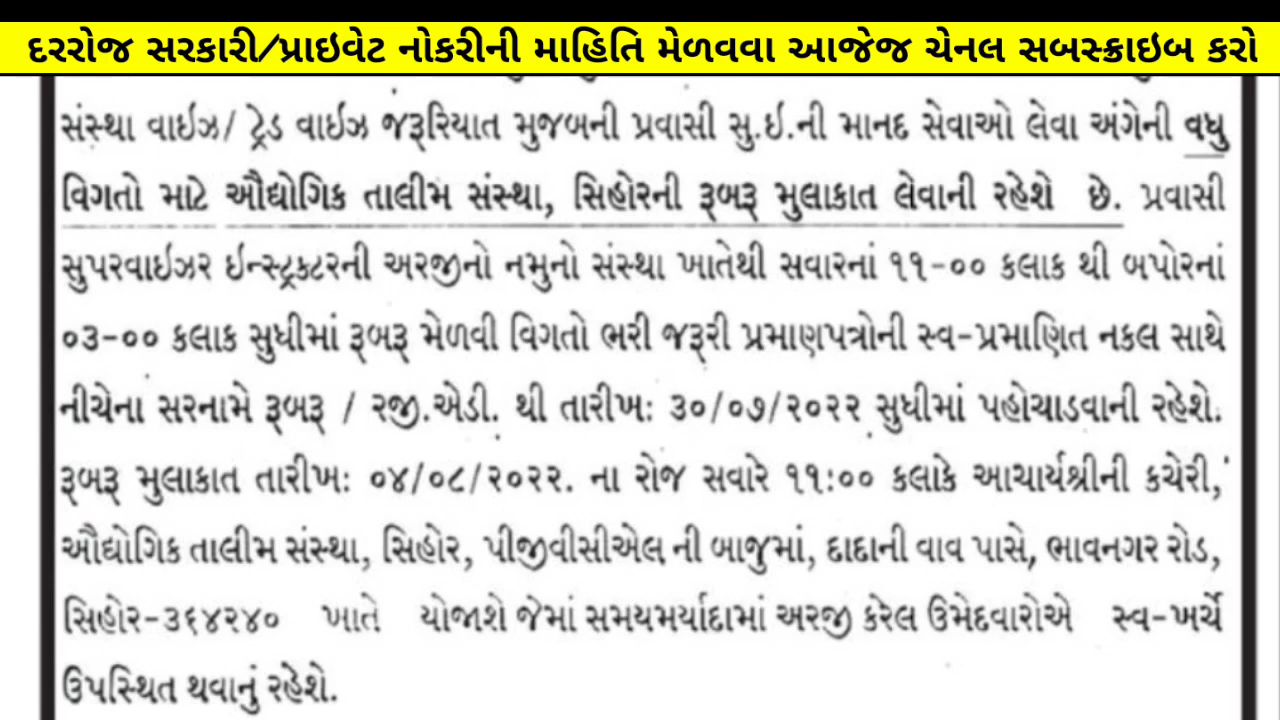 દરરોજ સરકારી/પ્રાઇવેટ નોકરીની માહિતિ મેળવવા આજેજ ચેનલ સબસ્ક્રાઇબ કરો
સંસ્થા વાઇઝ/ ટ્રેડ વાઇઝ જરૂરિયાત મુજબની પ્રવાસી સુ.ઇ.ની માનદ સેવાઓ લેવા અંગેની વધુ
વિગતો માટે ઔદ્યોગિક તાલીમ સંસ્થા, સિહોરની રૂબરૂ મુલાકાત લેવાની રહેશે છે. પ્રવાસી
સુપરવાઇઝર ઇન્સ્ટ્રક્ટરની અરજીનો નમુનો સંસ્થા ખાતેથી સવારનાં ૧૧-૦૦ કલાક થી બપોરનાં
૦૩-૦૦ કલાક સુધીમાં રૂબરૂ મેળવી વિગતો ભરી જરૂરી પ્રમાણપત્રોની સ્વ-પ્રમાણિત નકલ સાથે
નીચેના સરનામે રૂબરૂ / રજી.એડી. થી તારીખઃ ૩૦/૦૭/૨૦૨૨ સુધીમાં પહોચાડવાની રહેશે.
રૂબરૂ મુલાકાત તારીખઃ ૦૪/૦૮/૨૦૨૨. ના રોજ સવારે ૧૧:૦૦ કલાકે આચાર્યશ્રીની કચેરી,
ઔદ્યોગિક તાલીમ સંસ્થા, સિહોર, પીજીવીસીએલ ની બાજુમાં, દાદાની વાવ પાસે, ભાવનગર રોડ,
સિહોર-૩૬૪૨૪૦ ખાતે યોજાશે જેમાં સમયમર્યાદામાં અરજી કરેલ ઉમેદવારોએ સ્વ-ખર્ચે
ઉપસ્થિત થવાનું રહેશે.